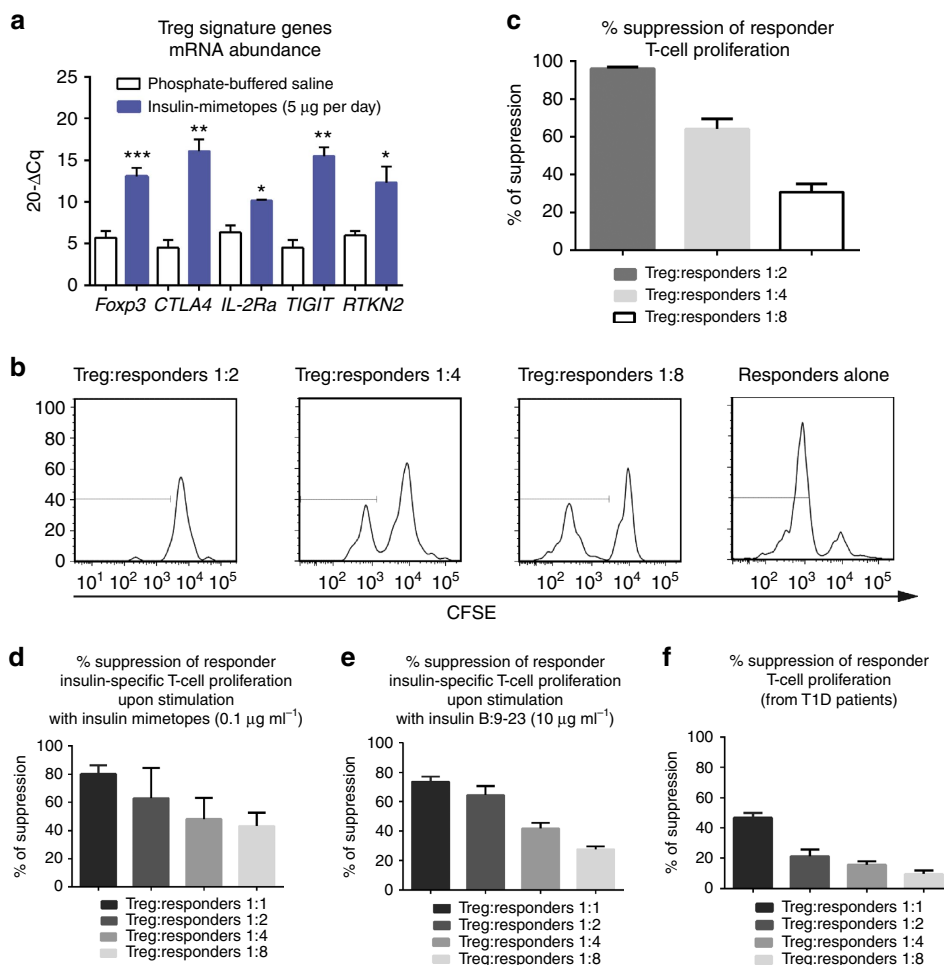 a
Treg signature genes
mRNA abundance
25
20
15
10
5
0
20-ΔCq
Phosphate-buffered saline
Insulin-mimetopes (5 μg per day)
***
**
*
**
*
Foxp3 CTLA4 IL-2Ra TIGIT RTKN2
c
% suppression of responder
T-cell proliferation
100
80
60
40
20
0
% of suppression
Treg:responders 1:2
Treg:responders 1:4
Treg:responders 1:8
b
Treg:responders 1:2 Treg:responders 1:4 Treg:responders 1:8 Responders alone
100
80
60
40
20
0
10¹ 10² 10³ 10⁴ 10⁵
10² 10³ 10⁴ 10⁵
10² 10³ 10⁴ 10⁵
10² 10³ 10⁴ 10⁵
CFSE
d
% suppression of responder
insulin-specific T-cell proliferation
upon stimulation
with insulin mimetopes (0.1 μg ml⁻¹)
100
80
60
40
20
0
% of suppression
Treg:responders 1:1
Treg:responders 1:2
Treg:responders 1:4
Treg:responders 1:8
e
% suppression of responder
insulin-specific T-cell proliferation
upon stimulation
with insulin B:9-23 (10 μg ml⁻¹)
100
80
60
40
20
0
% of suppression
Treg:responders 1:1
Treg:responders 1:2
Treg:responders 1:4
Treg:responders 1:8
f
% suppression of responder
T-cell proliferation
(from T1D patients)
100
80
60
40
20
0
% of suppression
Treg:responders 1:1
Treg:responders 1:2
Treg:responders 1:4
Treg:responders 1:8